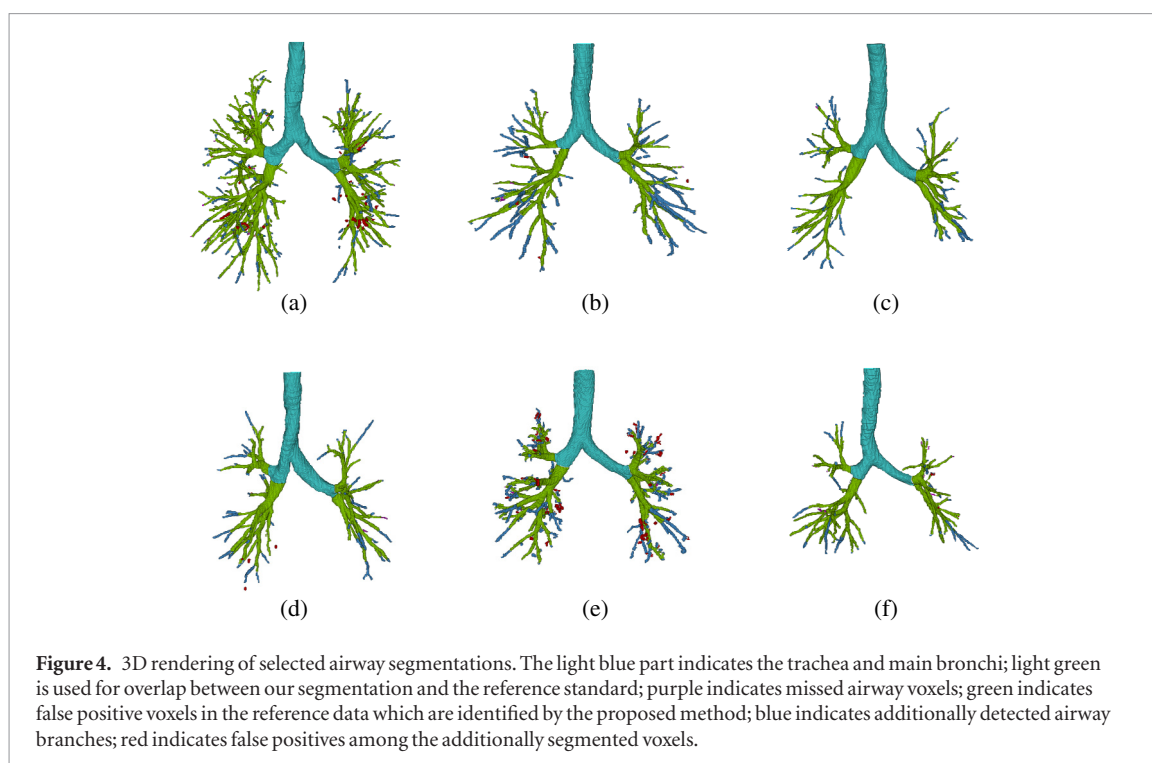 (a)
(b)
(c)
(d)
(e)
(f)
Figure 4. 3D rendering of selected airway segmentations. The light blue part indicates the trachea and main bronchi; light green
is used for overlap between our segmentation and the reference standard; purple indicates missed airway voxels; green indicates
false positive voxels in the reference data which are identified by the proposed method; blue indicates additionally detected airway
branches; red indicates false positives among the additionally segmented voxels.